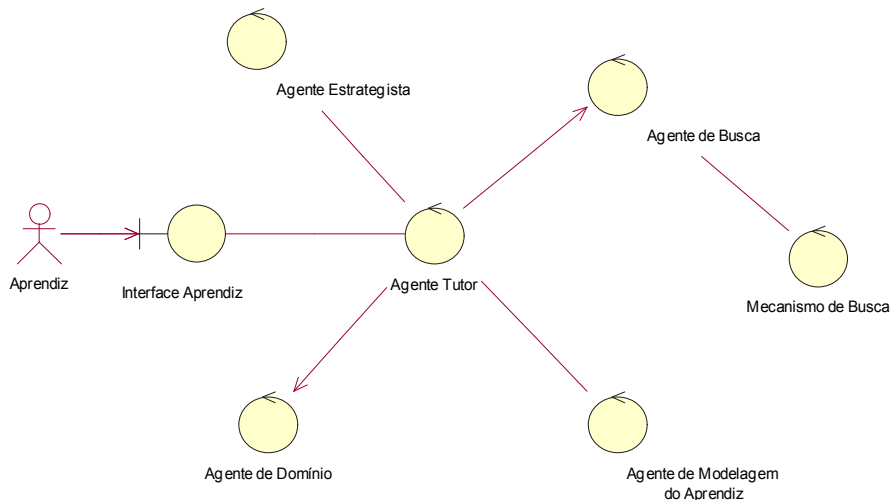 Agente Estrategista
Agente de Busca
Aprendiz
Interface Aprendiz
Agente Tutor
Mecanismo de Busca
Agente de Domínio
Agente de Modelagem
do Aprendiz